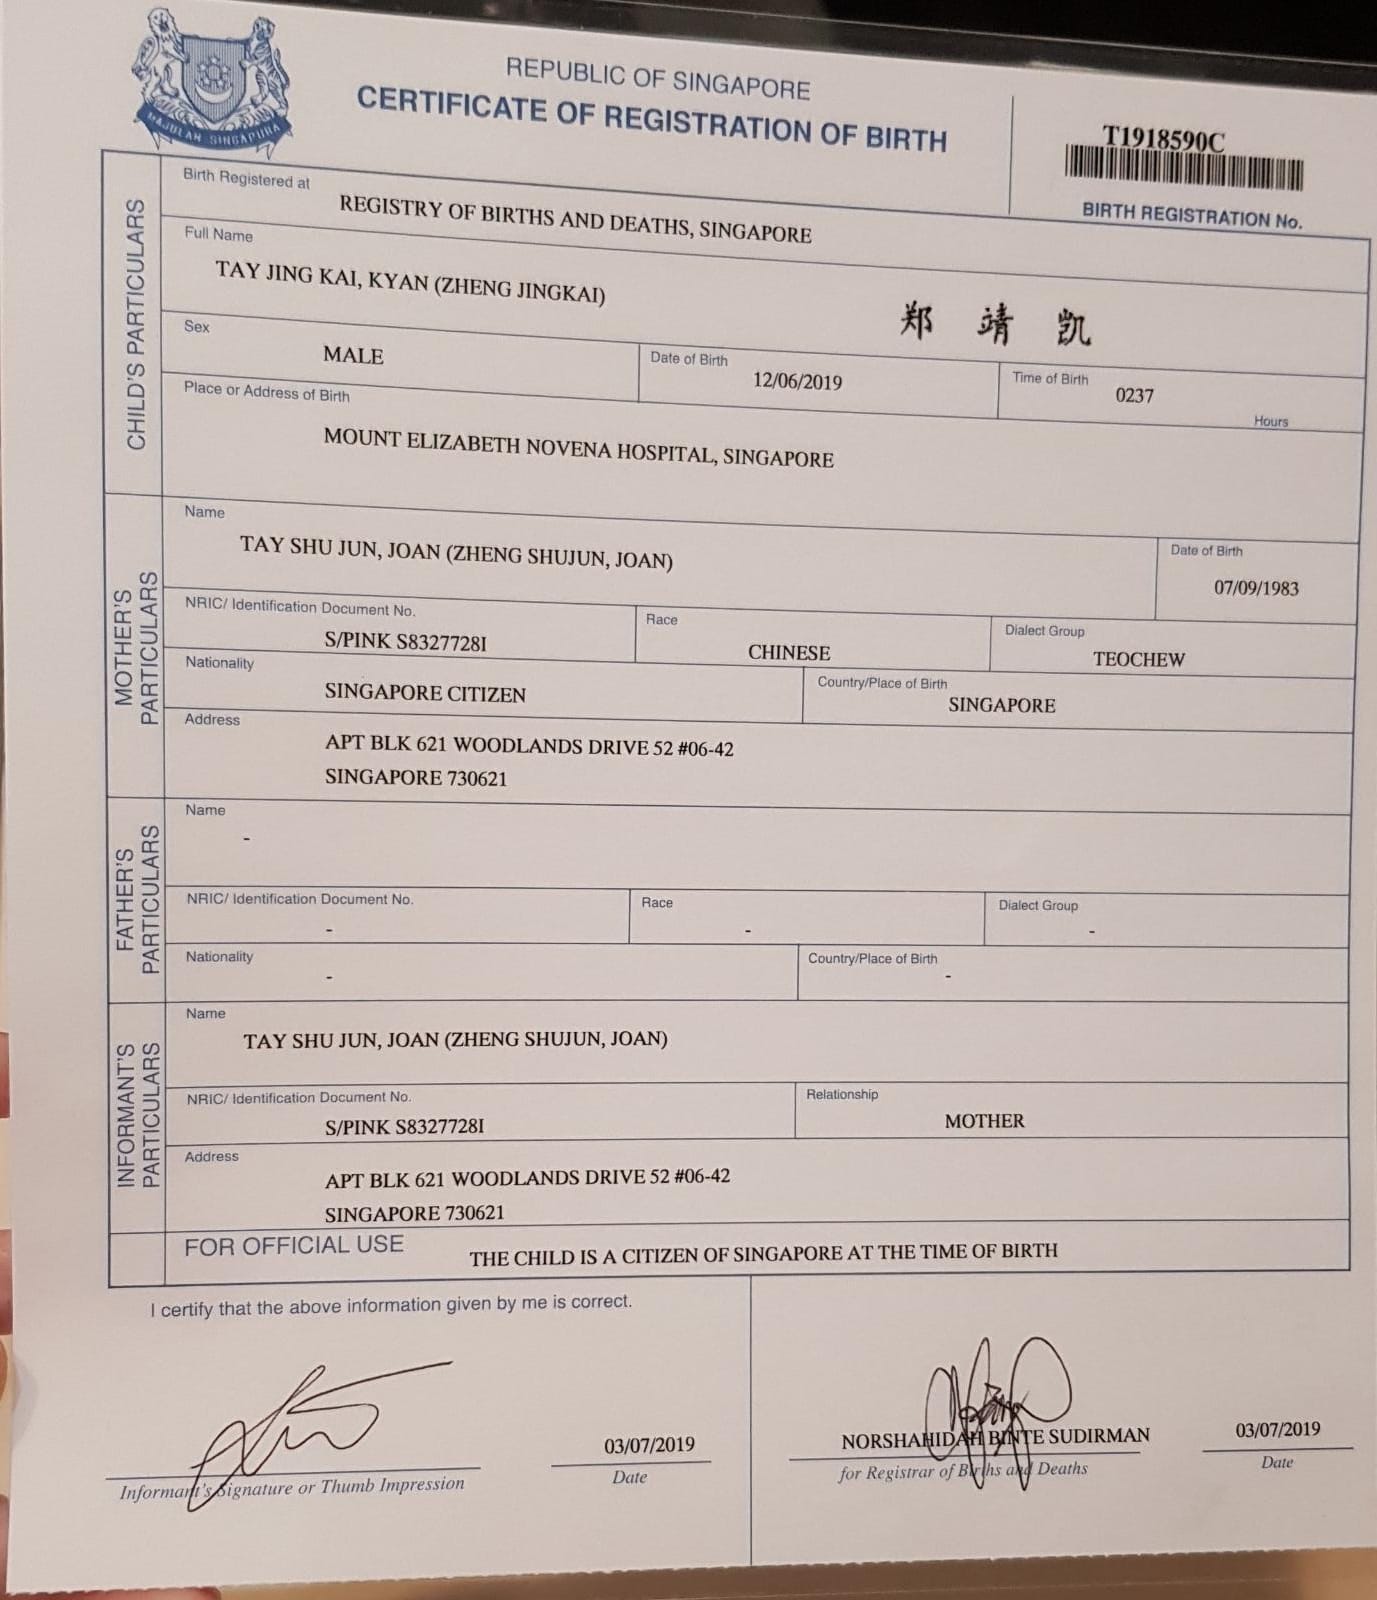 MAJULAH SINGAPURA
REPUBLIC OF SINGAPORE
CERTIFICATE OF REGISTRATION OF BIRTH
T1918590C
BIRTH REGISTRATION No.
CHILD'S PARTICULARS
Birth Registered at
REGISTRY OF BIRTHS AND DEATHS, SINGAPORE
Full Name
TAY JING KAI, KYAN (ZHENG JINGKAI)
郑 靖 凯
Sex
MALE
Date of Birth
12/06/2019
Time of Birth
0237
Hours
Place or Address of Birth
MOUNT ELIZABETH NOVENA HOSPITAL, SINGAPORE
MOTHER'S
PARTICULARS
Name
TAY SHU JUN, JOAN (ZHENG SHUJUN, JOAN)
Date of Birth
07/09/1983
NRIC/ Identification Document No.
S/PINK S8327728I
Race
CHINESE
Dialect Group
TEOCHEW
Nationality
SINGAPORE CITIZEN
Country/Place of Birth
SINGAPORE
Address
APT BLK 621 WOODLANDS DRIVE 52 #06-42
SINGAPORE 730621
FATHER'S
PARTICULARS
Name
-
NRIC/ Identification Document No.
-
Race
-
Dialect Group
-
Nationality
-
Country/Place of Birth
-
INFORMANT'S
PARTICULARS
Name
TAY SHU JUN, JOAN (ZHENG SHUJUN, JOAN)
NRIC/ Identification Document No.
S/PINK S8327728I
Relationship
MOTHER
Address
APT BLK 621 WOODLANDS DRIVE 52 #06-42
SINGAPORE 730621
FOR OFFICIAL USE
THE CHILD IS A CITIZEN OF SINGAPORE AT THE TIME OF BIRTH
I certify that the above information given by me is correct.
Informant's Signature or Thumb Impression
03/07/2019
Date
NORSHAHIDAH BINTE SUDIRMAN
for Registrar of Births and Deaths
03/07/2019
Date